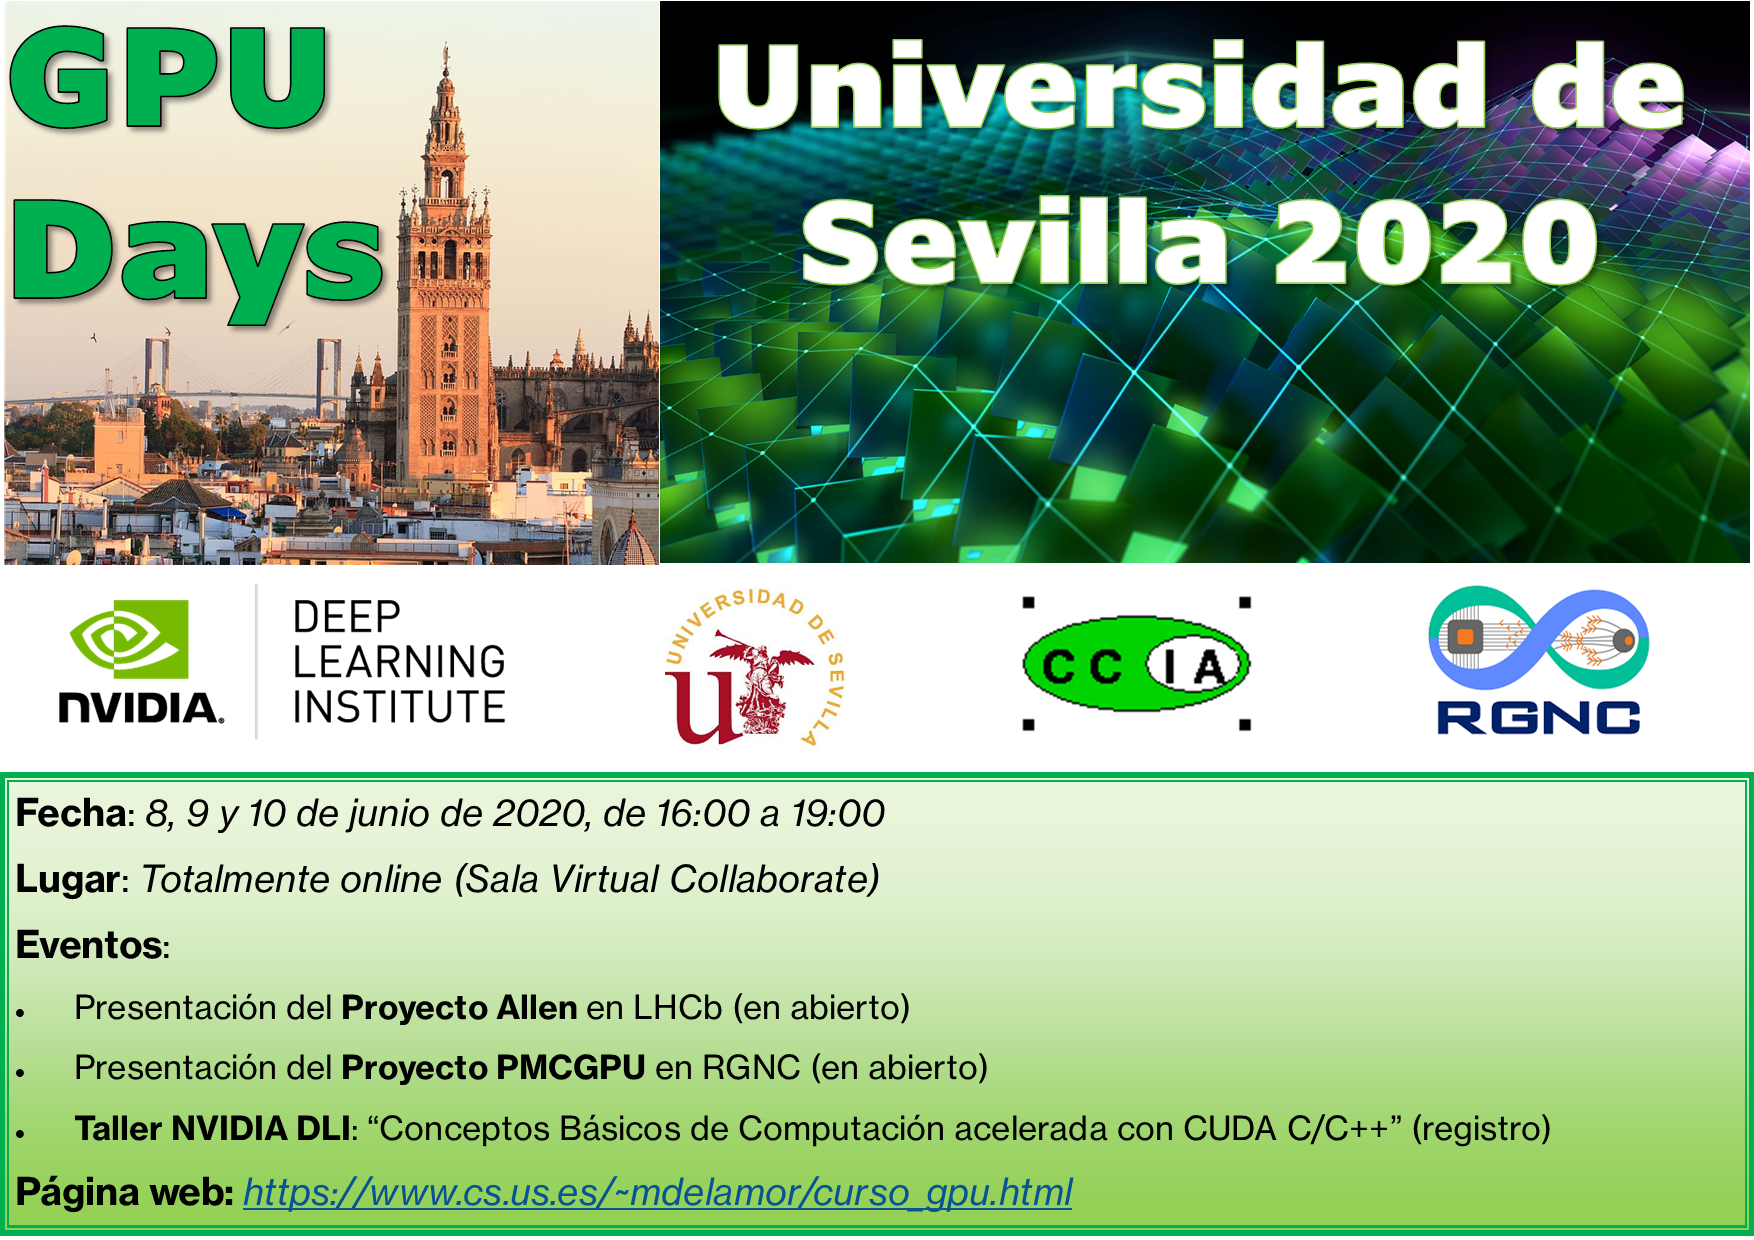 GPU
Days
Universidad de
Sevilla 2020
NVIDIA.
DEEP
LEARNING
INSTITUTE
UNIVERSIDAD DE SEVILLA
u
CCIA
RGNC
Fecha: 8, 9 y 10 de junio de 2020, de 16:00 a 19:00
Lugar: Totalmente online (Sala Virtual Collaborate)
Eventos:
• Presentación del Proyecto Allen en LHCb (en abierto)
• Presentación del Proyecto PMCGPU en RGNC (en abierto)
• Taller NVIDIA DLI: “Conceptos Básicos de Computación acelerada con CUDA C/C++” (registro)
Página web: https://www.cs.us.es/~mdelamor/curso_gpu.html